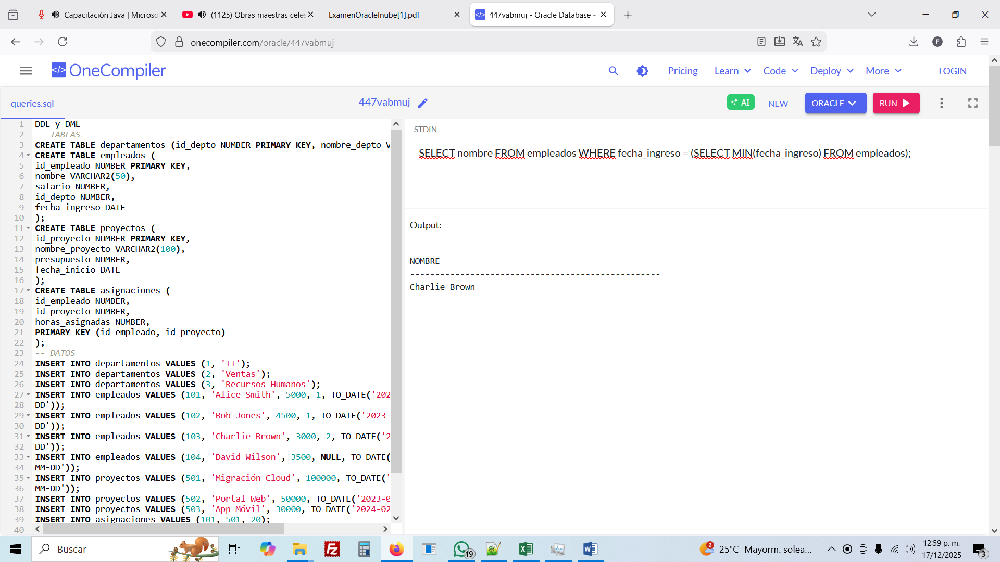 Capacitación Java | Microso
(1125) Obras maestras celes
ExamenOracleInube[1].pdf
447vabmuj - Oracle Database -
onecompiler.com/oracle/447vabmuj
F
OneCompiler
Pricing
Learn
Code
Deploy
More
LOGIN
queries.sql
447vabmuj
AI
NEW
ORACLE
RUN
1 DDL y DML
2 -- TABLAS
3 CREATE TABLE departamentos (id_depto NUMBER PRIMARY KEY, nombre_depto V
4 CREATE TABLE empleados (
5 id_empleado NUMBER PRIMARY KEY,
6 nombre VARCHAR2(50),
7 salario NUMBER,
8 id_depto NUMBER,
9 fecha_ingreso DATE
10 );
11 CREATE TABLE proyectos (
12 id_proyecto NUMBER PRIMARY KEY,
13 nombre_proyecto VARCHAR2(100),
14 presupuesto NUMBER,
15 fecha_inicio DATE
16 );
17 CREATE TABLE asignaciones (
18 id_empleado NUMBER,
19 id_proyecto NUMBER,
20 horas_asignadas NUMBER,
21 PRIMARY KEY (id_empleado, id_proyecto)
22 );
23 -- DATOS
24 INSERT INTO departamentos VALUES (1, 'IT');
25 INSERT INTO departamentos VALUES (2, 'Ventas');
26 INSERT INTO departamentos VALUES (3, 'Recursos Humanos');
27 INSERT INTO empleados VALUES (101, 'Alice Smith', 5000, 1, TO_DATE('202
28 DD'));
29 INSERT INTO empleados VALUES (102, 'Bob Jones', 4500, 1, TO_DATE('2023-
30 DD'));
31 INSERT INTO empleados VALUES (103, 'Charlie Brown', 3000, 2, TO_DATE('2
32 DD'));
33 INSERT INTO empleados VALUES (104, 'David Wilson', 3500, NULL, TO_DATE(
34 MM-DD'));
35 INSERT INTO proyectos VALUES (501, 'Migración Cloud', 100000, TO_DATE('
36 MM-DD'));
37 INSERT INTO proyectos VALUES (502, 'Portal Web', 50000, TO_DATE('2023-0
38 INSERT INTO proyectos VALUES (503, 'App Móvil', 30000, TO_DATE('2024-02
39 INSERT INTO asignaciones VALUES (101, 501, 20);
40
STDIN
SELECT nombre FROM empleados WHERE fecha_ingreso = (SELECT MIN(fecha_ingreso) FROM empleados);
Output:
NOMBRE
--------------------------------------------------
Charlie Brown
Buscar
19
2
25°C Mayorm. solea...
12:59 p. m.
17/12/2025
3